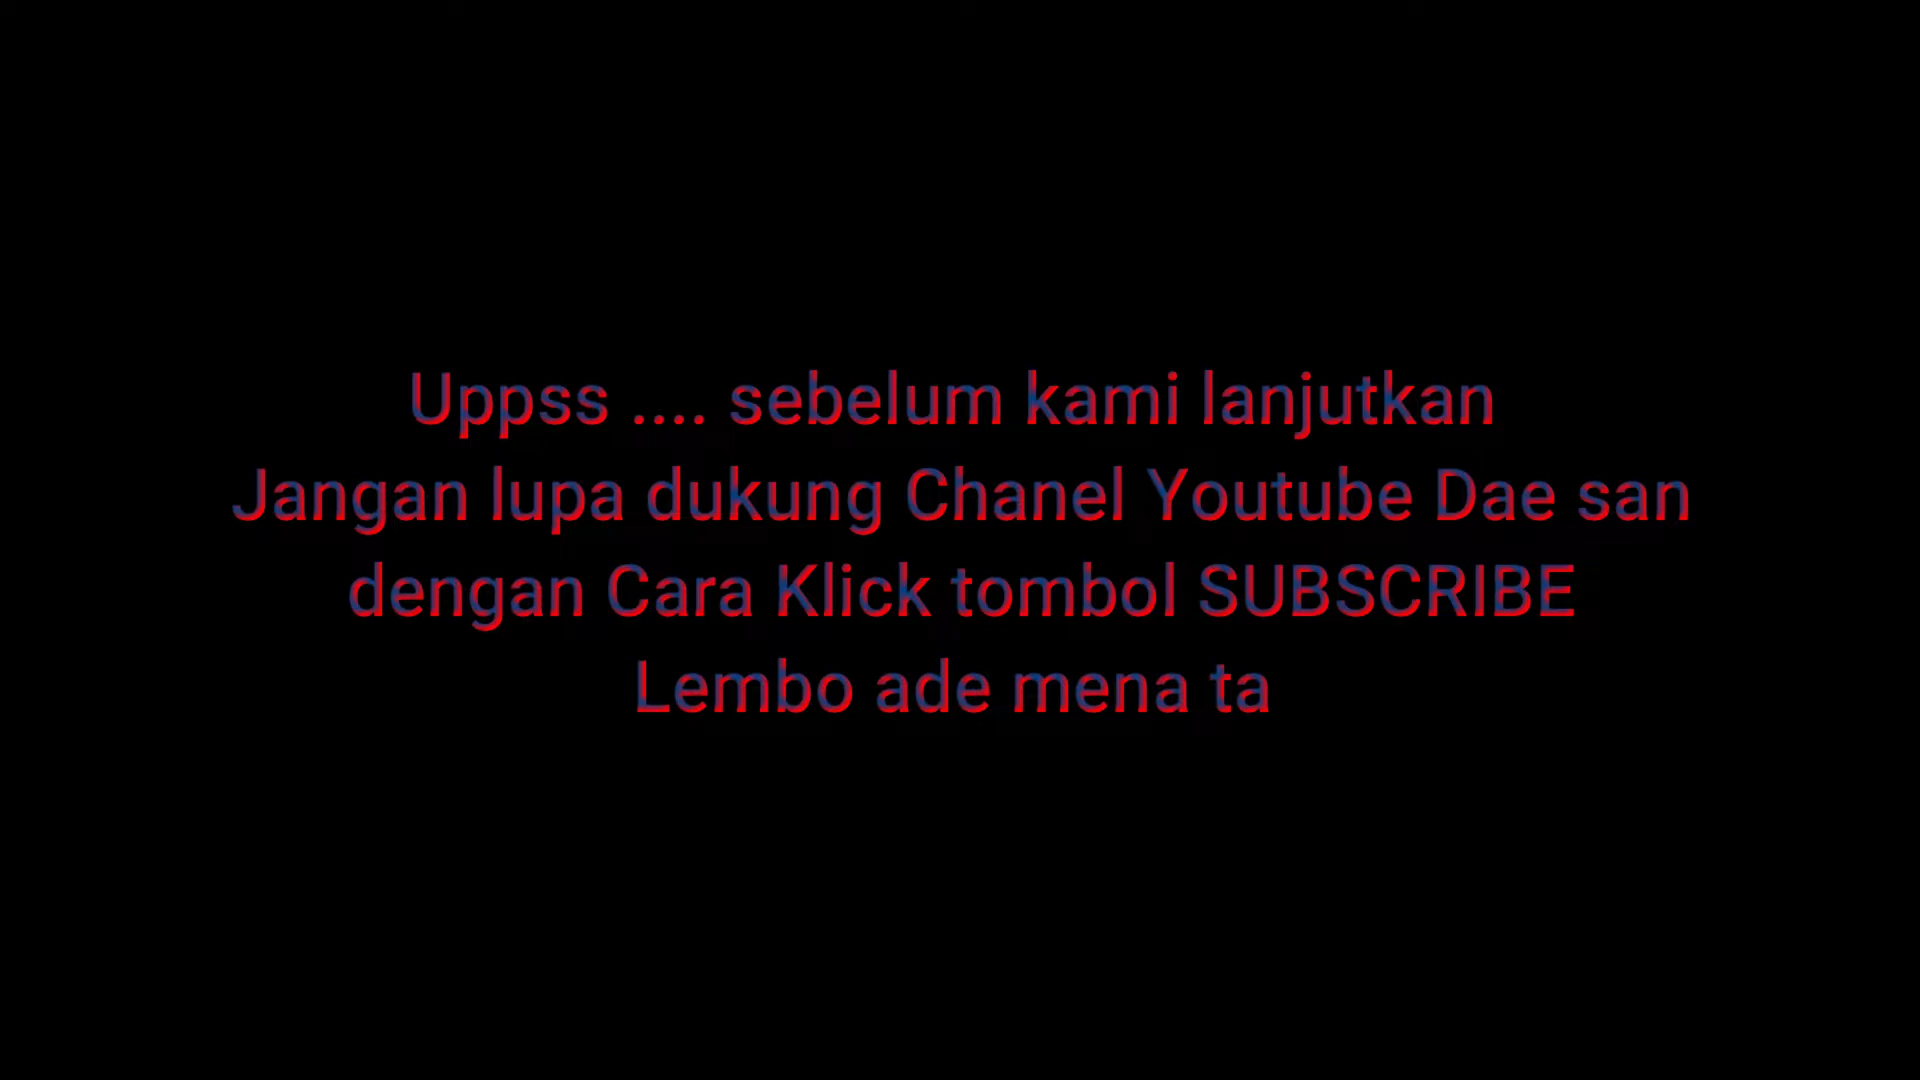 Uppss .... sebelum kami lanjutkan
Jangan lupa dukung Chanel Youtube Dae san
dengan Cara Klick tombol SUBSCRIBE
Lembo ade mena ta